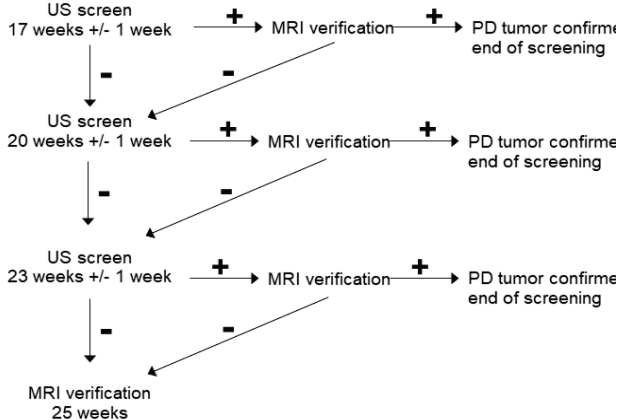 US screen
17 weeks +/- 1 week
+
MRI verification
+
PD tumor confirme
end of screening
-
-
US screen
20 weeks +/- 1 week
+
MRI verification
+
PD tumor confirme
end of screening
-
-
US screen
23 weeks +/- 1 week
+
MRI verification
+
PD tumor confirme
end of screening
-
-
MRI verification
25 weeks